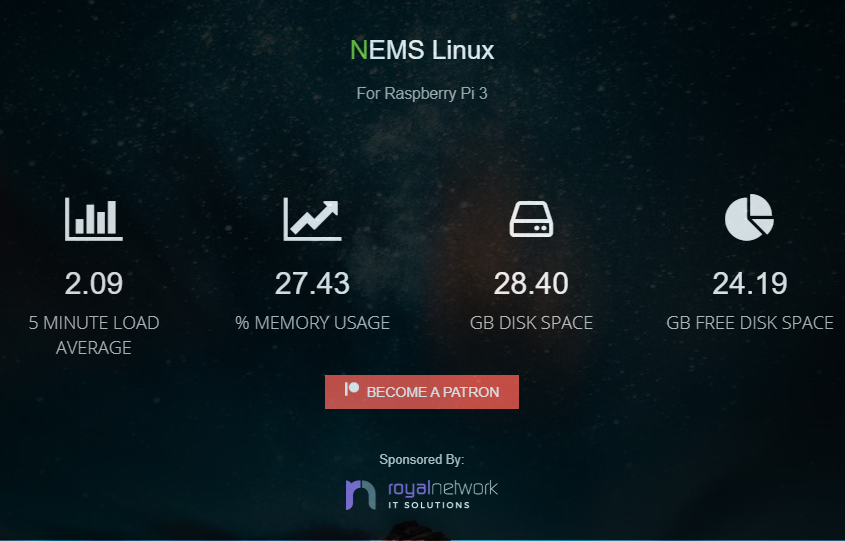 NEMS Linux
For Raspberry Pi 3
2.09
5 MINUTE LOAD
AVERAGE
27.43
% MEMORY USAGE
28.40
GB DISK SPACE
24.19
GB FREE DISK SPACE
BECOME A PATRON
Sponsored By:
royalnetwork
IT SOLUTIONS